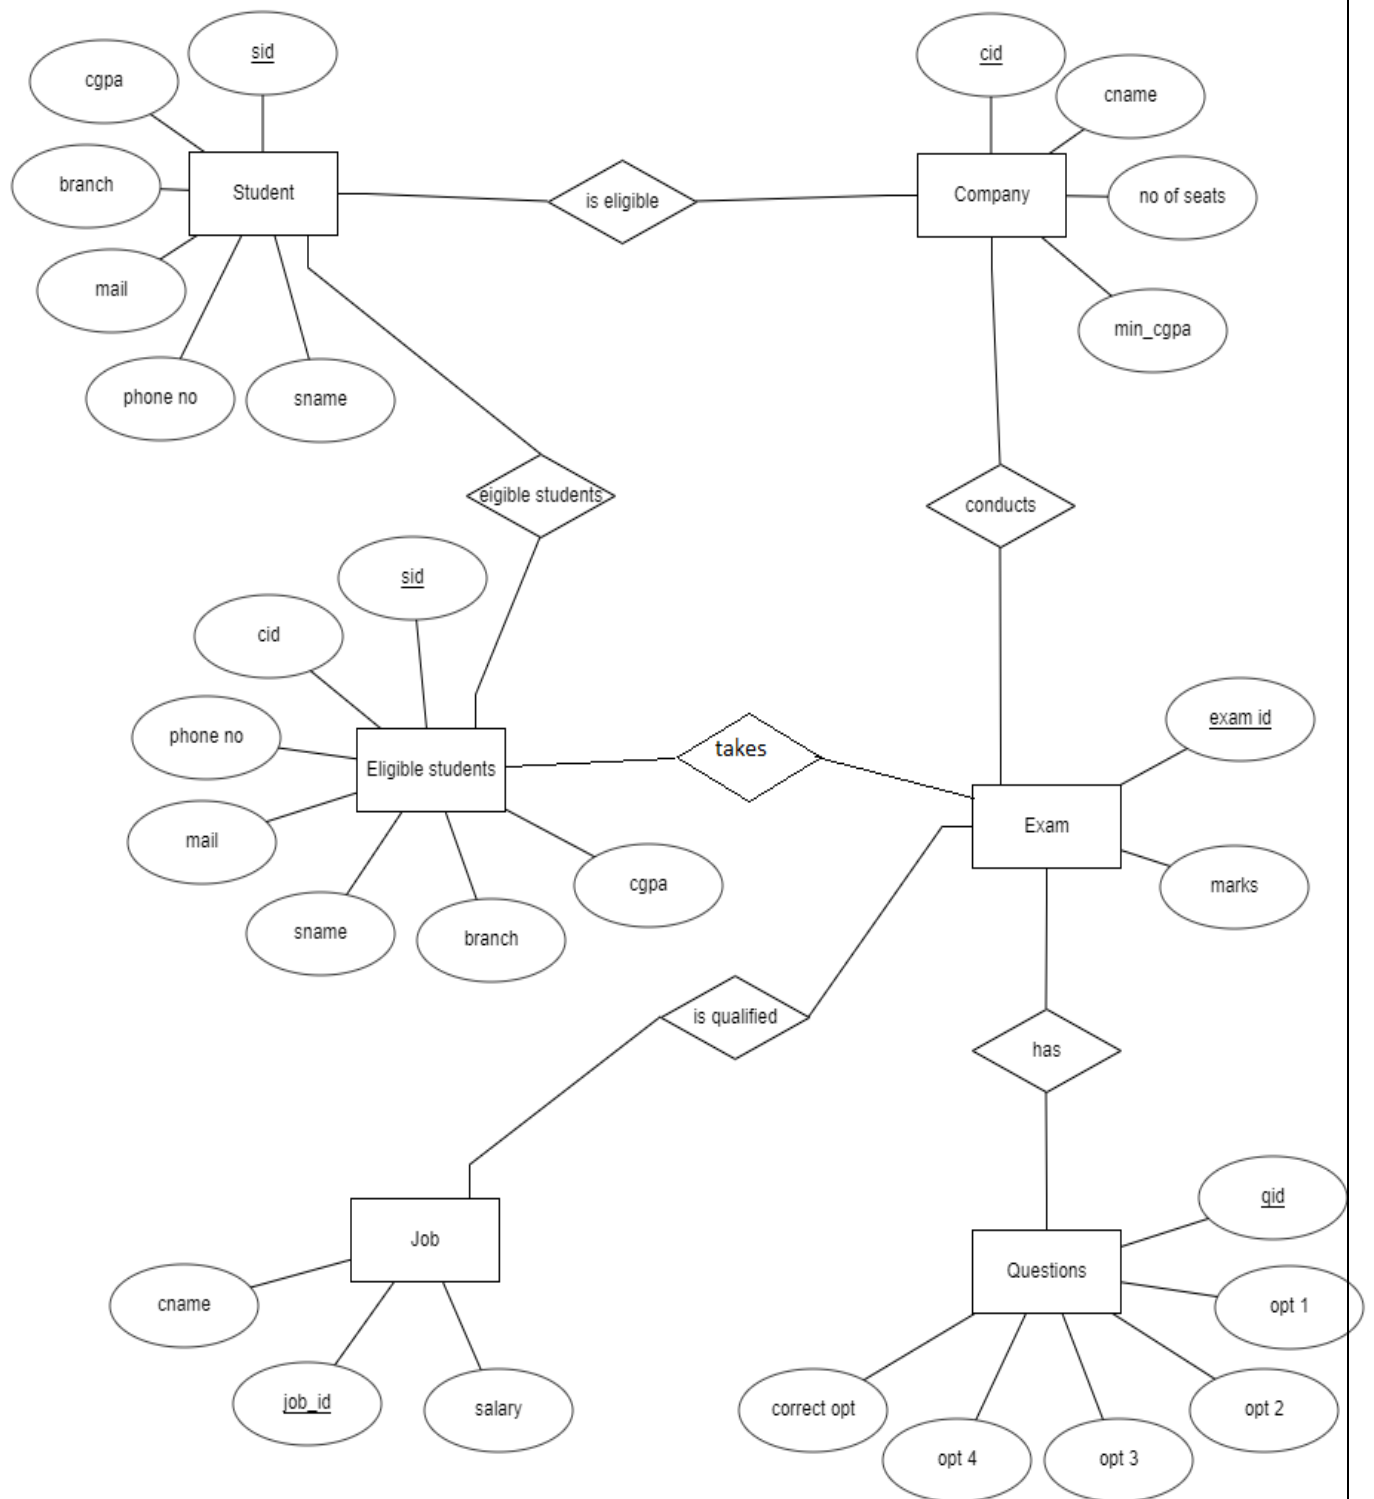 sid
cid
cgpa
cname
branch
Student
is eligible
Company
no of seats
mail
min_cgpa
phone no
sname
eigible students
conducts
sid
cid
exam id
phone no
takes
Eligible students
Exam
mail
cgpa
marks
sname
branch
is qualified
has
qid
Job
Questions
cname
opt 1
job_id
salary
correct opt
opt 2
opt 4
opt 3